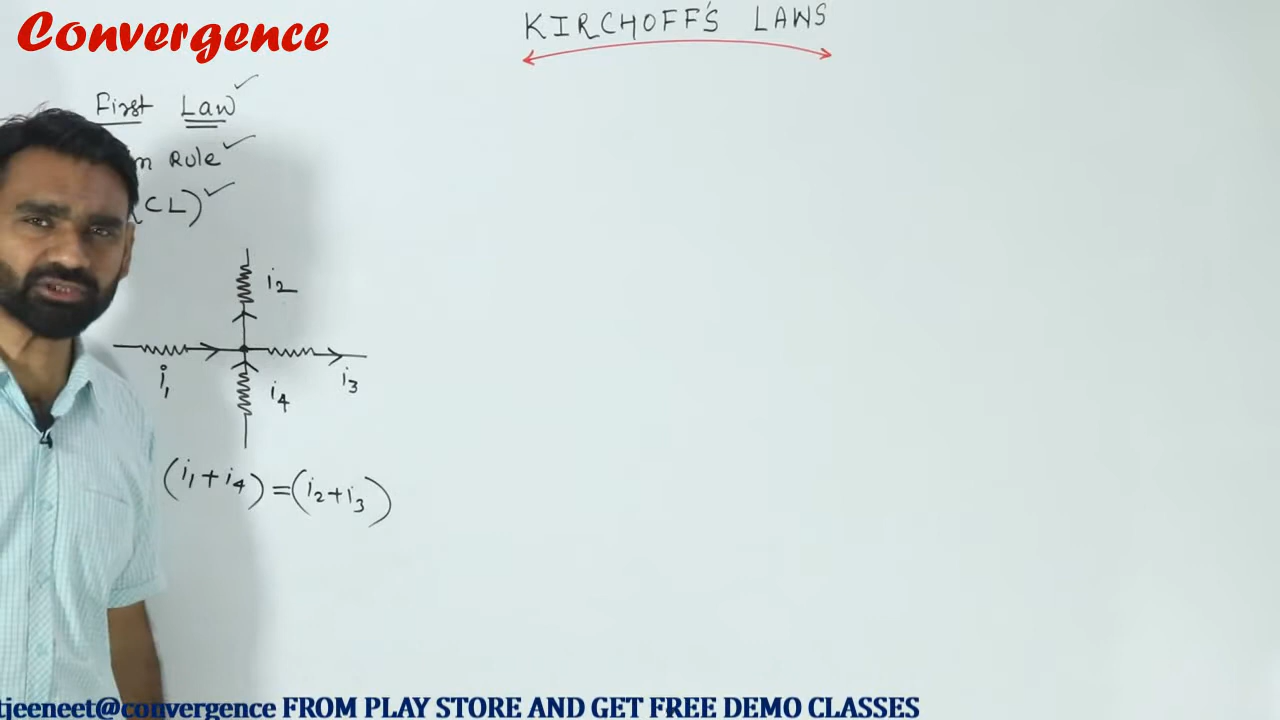 Convergence
KIRCHOFF'S LAWS
First Law
Rule
CL)
i2
i1
i3
i4
(i1+i4)=(i2+i3)
tjeeneet@convergence FROM PLAY STORE AND GET FREE DEMO CLASSES